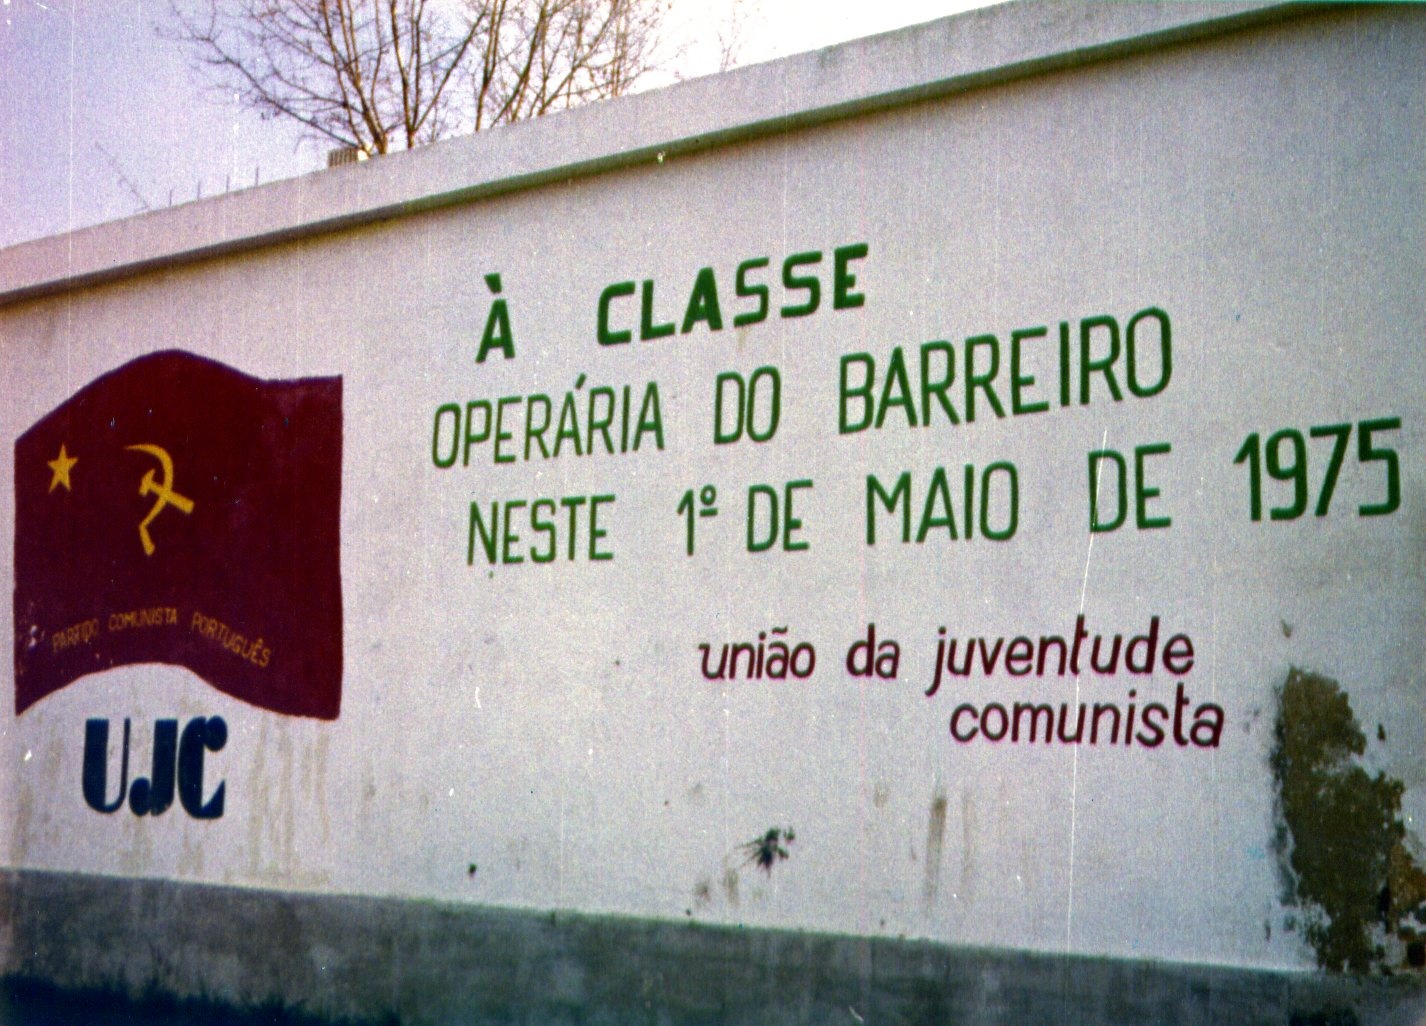 À CLASSE
OPERÁRIA DO BARREIRO
NESTE 1º DE MAIO DE 1975
união da juventude
comunista
PARTIDO COMUNISTA PORTUGUÊS
UJC